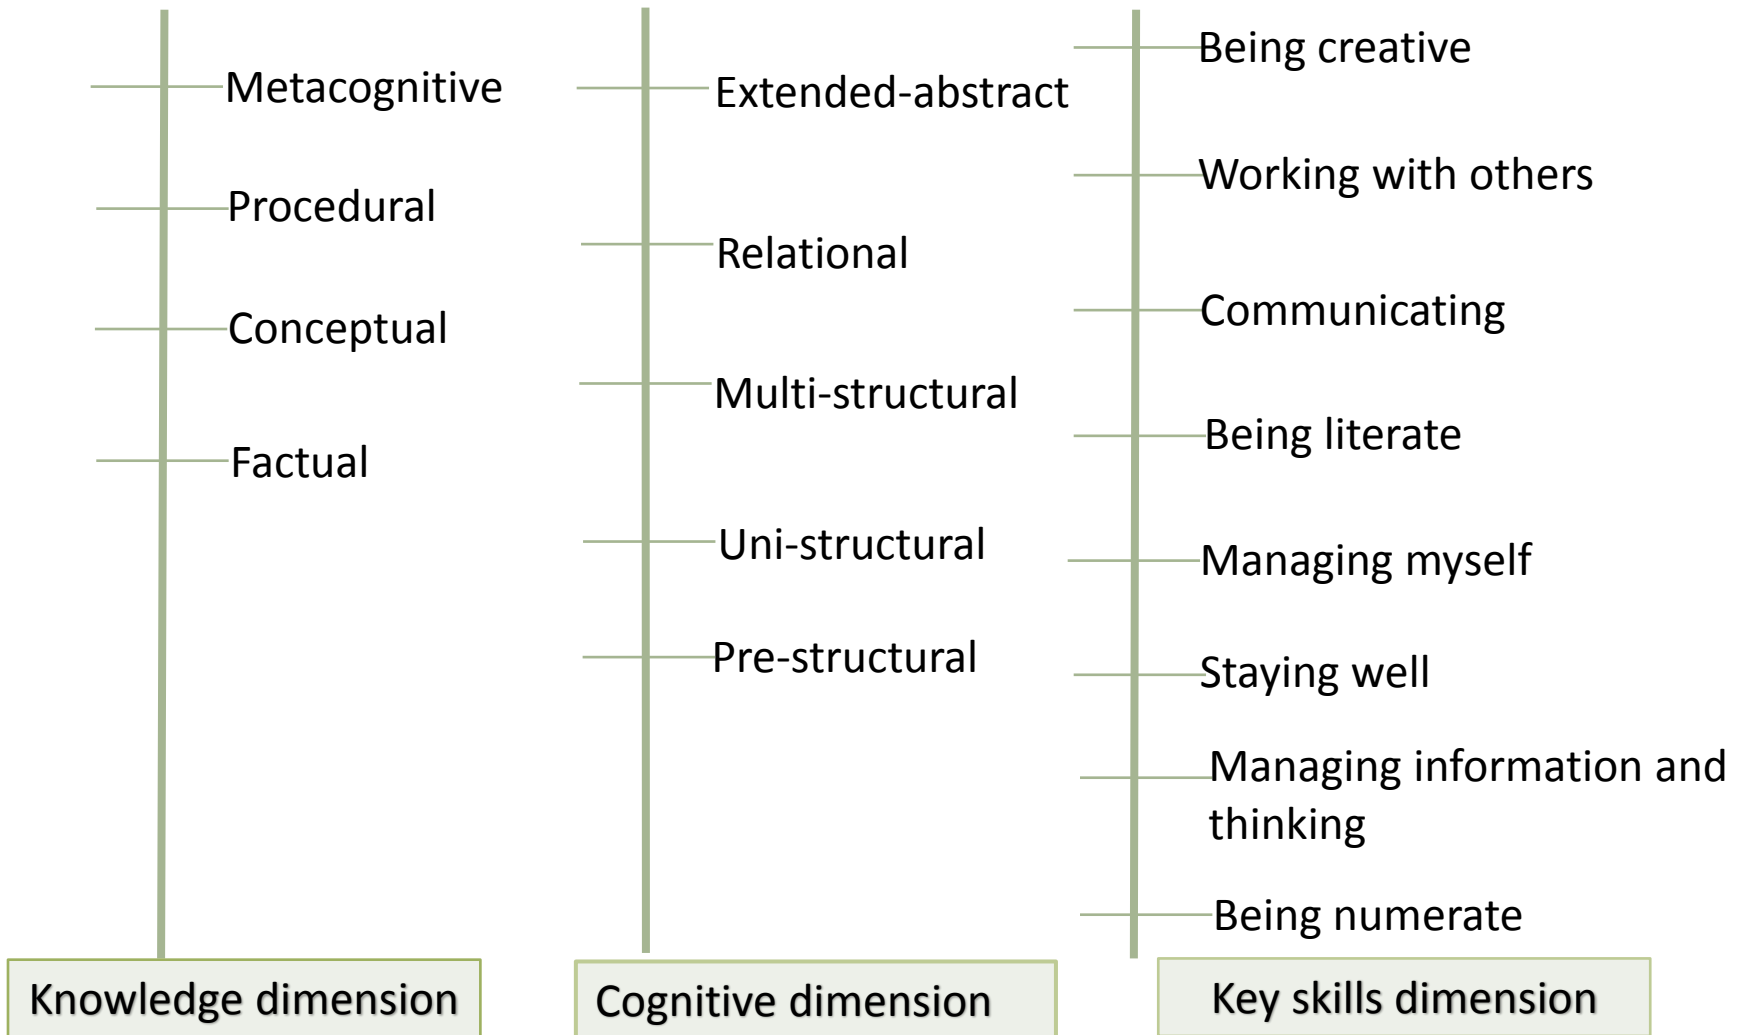 Metacognitive
Procedural
Conceptual
Factual
Knowledge dimension
Extended-abstract
Relational
Multi-structural
Uni-structural
Pre-structural
Cognitive dimension
Being creative
Working with others
Communicating
Being literate
Managing myself
Staying well
Managing information and
thinking
Being numerate
Key skills dimension